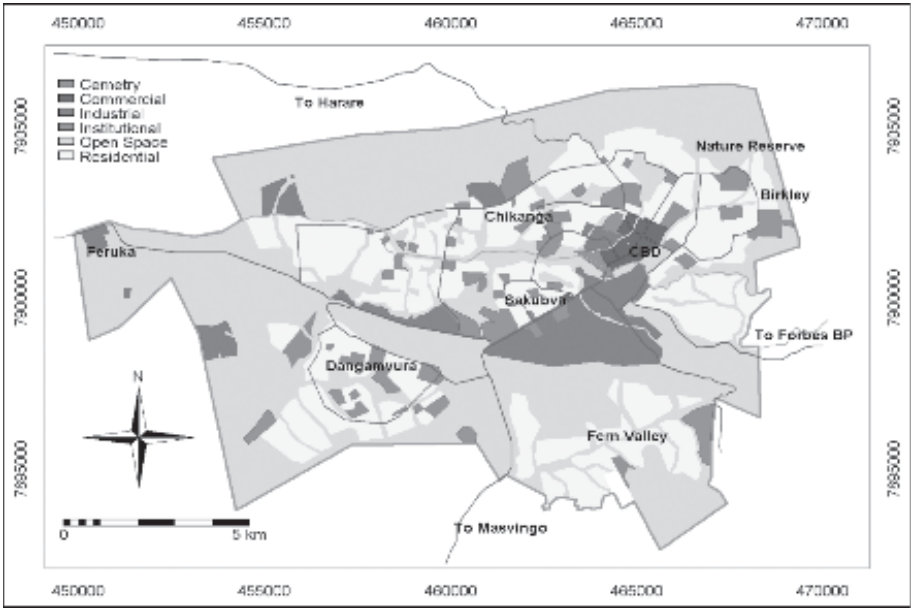 450000 455000 460000 465000 470000
7905000
7900000
7895000
Cemetry
Commercial
Industrial
Institutional
Open Space
Residential
To Harare
Nature Reserve
Birkley
Chikanga
CBD
Feruka
Sakubva
To Forbes BP
Dangamvura
N
Fern Valley
0 5 km
To Masvingo
7905000
7900000
7895000
450000 455000 460000 465000 470000